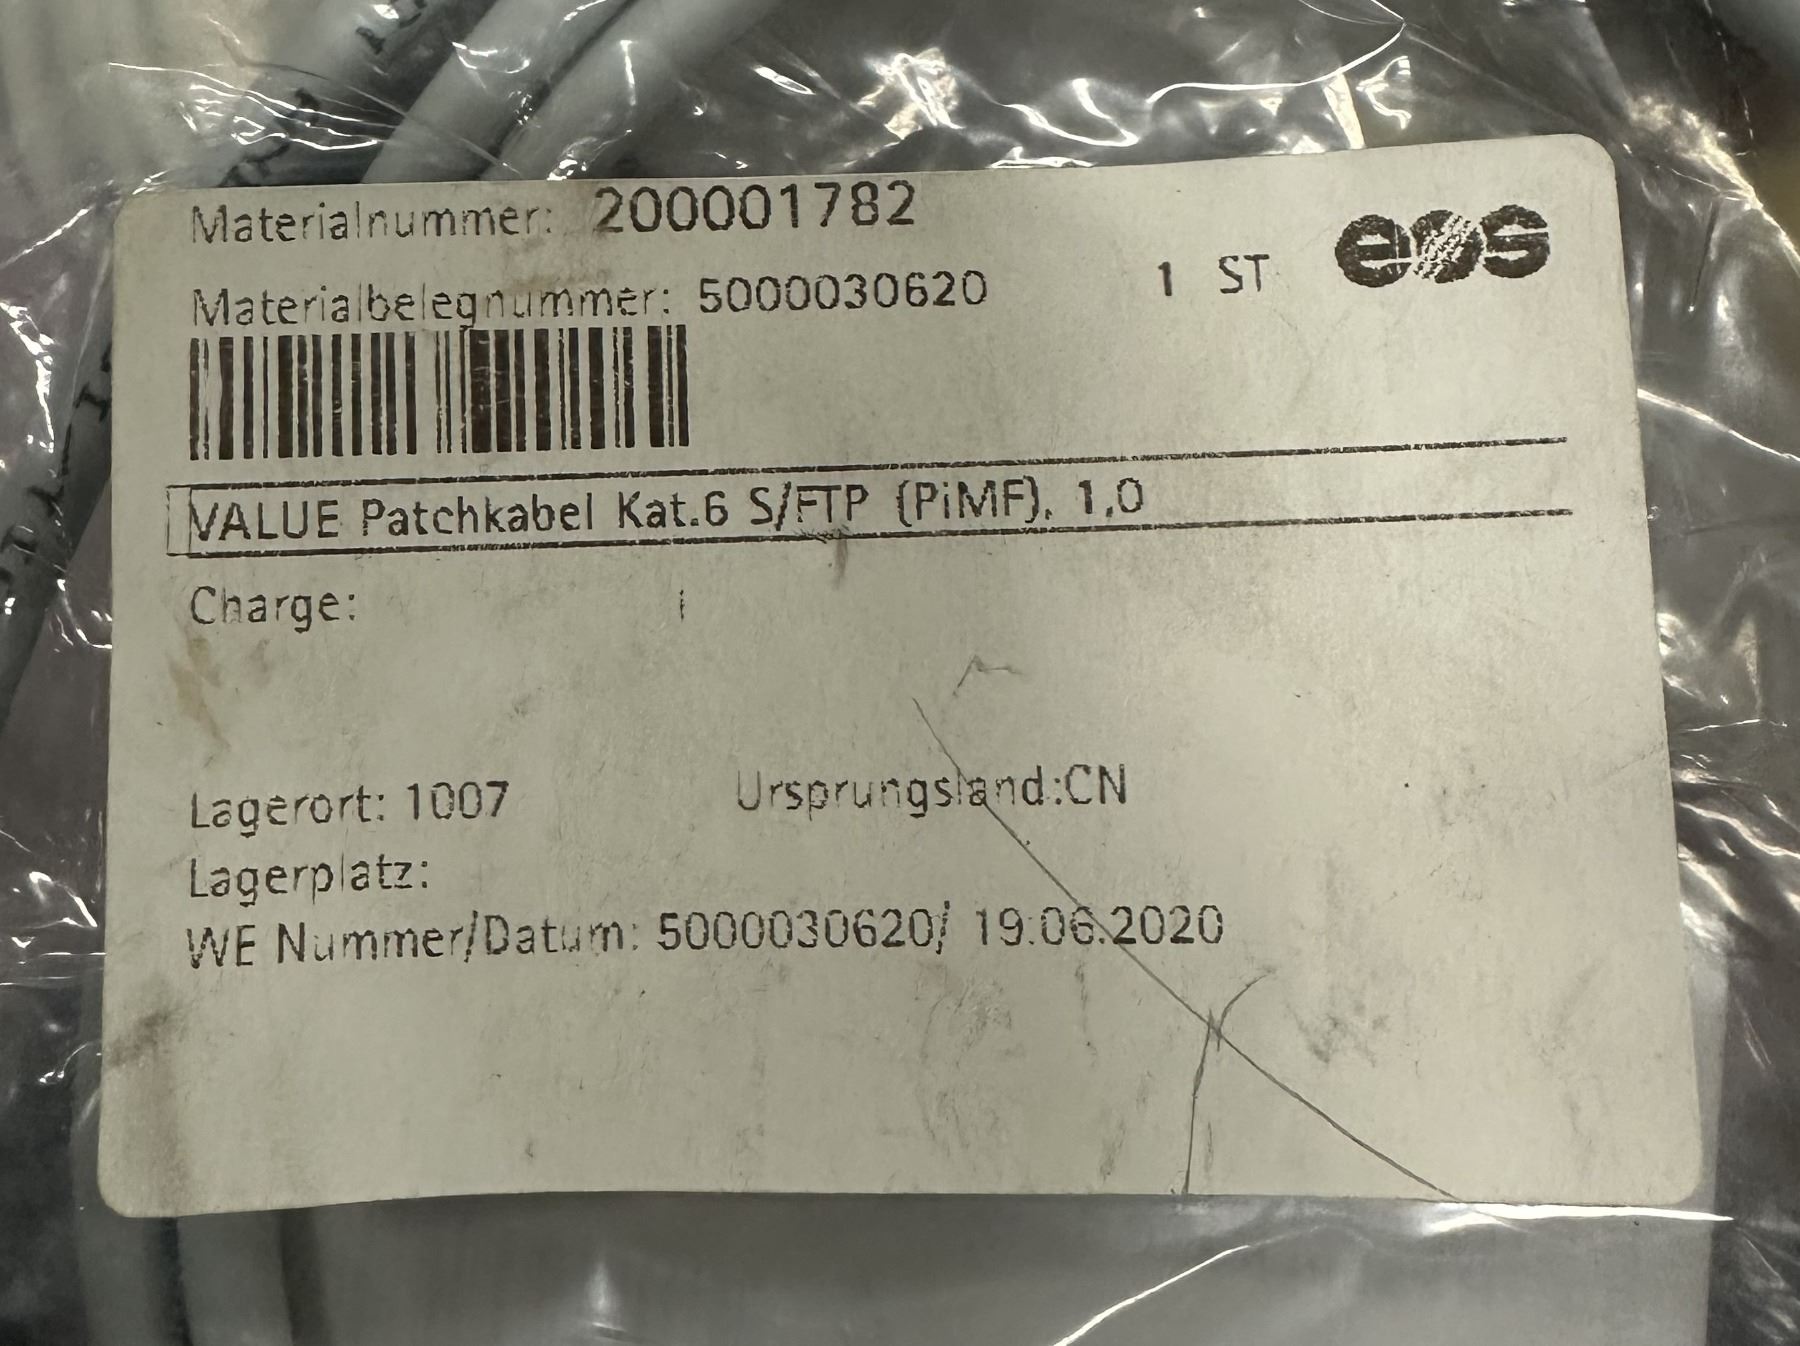 Materialnummer: 200001782
eos
Materialbelegnummer: 5000030620 1 ST
VALUE Patchkabel Kat.6 S/FTP (PiMF), 1,0
Charge:
Lagerort: 1007 Ursprungsland:CN
Lagerplatz:
WE Nummer/Datum: 5000030620/ 19.06.2020